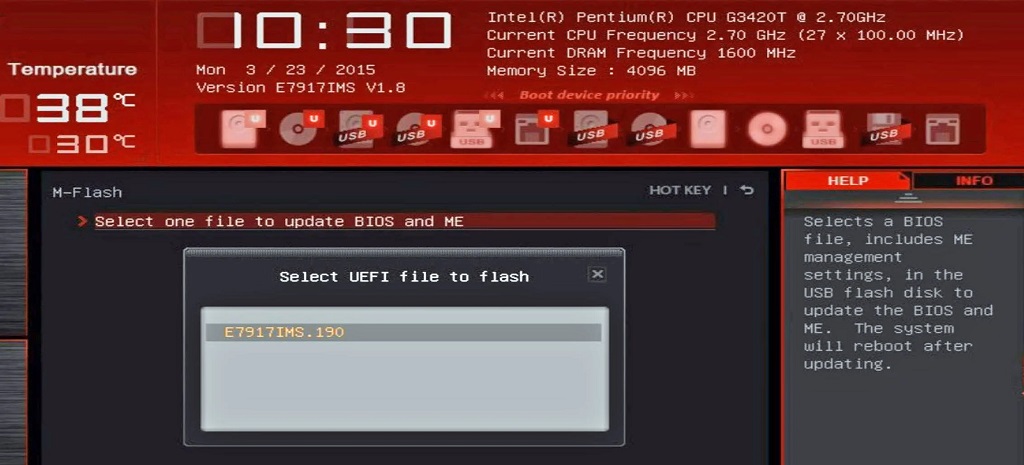 10:30
Intel(R) Pentium(R) CPU G3420T @ 2.70GHz
Current CPU Frequency 2.70 GHz (27 x 100.00 MHz)
Current DRAM Frequency 1600 MHz
Memory Size : 4096 MB
Temperature
38°C
30°C
Mon 3 / 23 / 2015
Version E7917IMS V1.8
Boot device priority
U U USB U USB U USB U U USB USB USB USB
M-Flash
HOT KEY
Select one file to update BIOS and ME
Select UEFI file to flash
E7917IMS.190
HELP
INFO
Selects a BIOS
file, includes ME
management
settings, in the
USB flash disk to
update the BIOS and
ME. The system
will reboot after
updating.